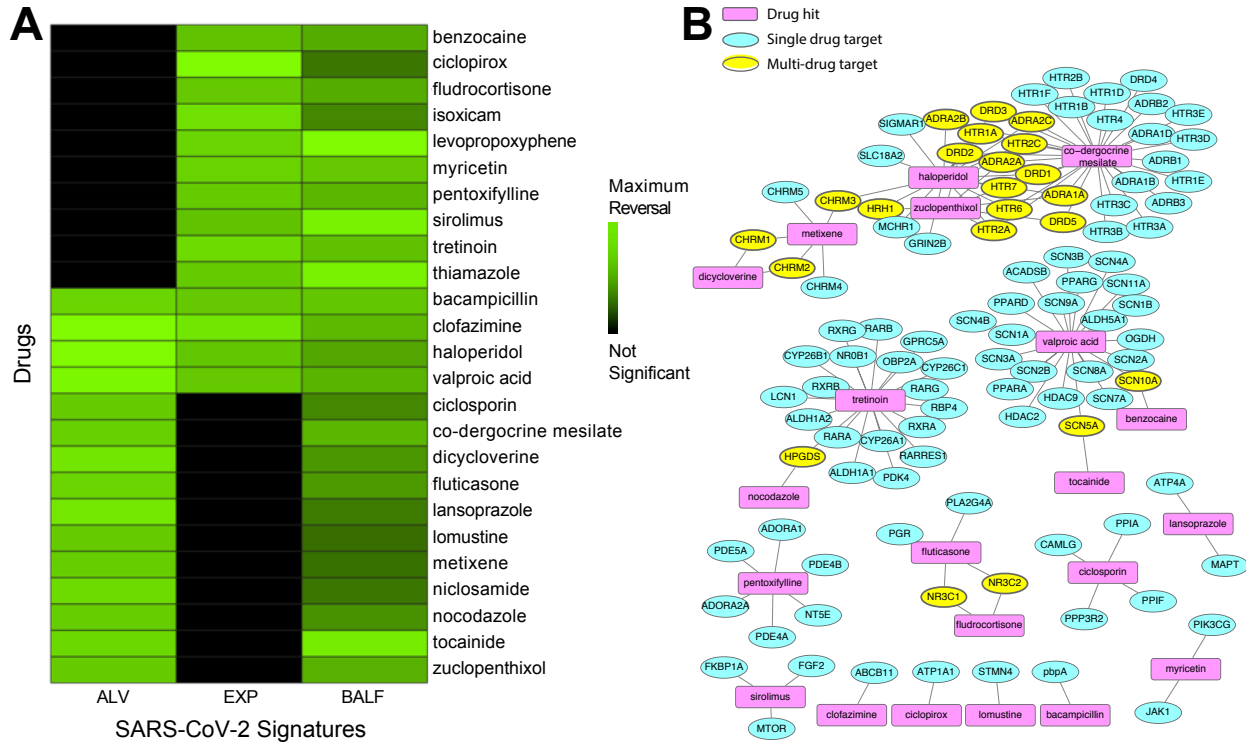 A
benzocaine
ciclopirox
fludrocortisone
isoxicam
levopropoxyphene
myricetin
pentoxifylline
sirolimus
tretinoin
thiamazole
bacampicillin
clofazimine
haloperidol
valproic acid
ciclosporin
co-dergocrine mesilate
dicycloverine
fluticasone
lansoprazole
lomustine
metixene
niclosamide
nocodazole
tocainide
zuclopenthixol
Drugs
ALV
EXP
BALF
SARS-CoV-2 Signatures
Maximum
Reversal
Not
Significant
B
Drug hit
Single drug target
Multi-drug target
HTR2B
HTR1F
HTR1D
DRD4
HTR1B
ADRB2
HTR3E
HTR4
ADRA1D
HTR3D
DRD3
ADRA2B
ADRA2C
SIGMAR1
HTR1A
HTR2C
DRD2
SLC18A2
ADRA2A
co-dergocrine
mesilate
ADRB1
haloperidol
DRD1
HTR7
ADRA1A
ADRA1B
HTR1E
ADRB3
CHRM5
CHRM3
HRH1
zuclopenthixol
HTR6
DRD5
HTR3C
HTR3B
HTR3A
MCHR1
GRIN2B
HTR2A
metixene
CHRM1
CHRM2
dicycloverine
CHRM4
SCN3B
SCN4A
ACADSB
PPARG
SCN11A
PPARD
SCN9A
SCN1B
SCN4B
ALDH5A1
SCN1A
valproic acid
OGDH
SCN3A
SCN2B
SCN8A
SCN2A
PPARA
SCN10A
HDAC9
SCN7A
HDAC2
SCN5A
benzocaine
tocainide
RXRG
RARB
GPRC5A
CYP26B1
NR0B1
OBP2A
CYP26C1
RXRB
RARG
LCN1
tretinoin
RBP4
ALDH1A2
RXRA
RARA
CYP26A1
RARRES1
HPGDS
ALDH1A1
PDK4
nocodazole
ATP4A
lansoprazole
MAPT
PLA2G4A
PGR
fluticasone
NR3C1
NR3C2
fludrocortisone
ADORA1
PDE5A
PDE4B
pentoxifylline
ADORA2A
NT5E
PDE4A
PPIA
CAMLG
ciclosporin
PPP3R2
PPIF
PIK3CG
myricetin
JAK1
FKBP1A
FGF2
sirolimus
MTOR
ABCB11
clofazimine
ATP1A1
ciclopirox
STMN4
lomustine
pbpA
bacampicillin